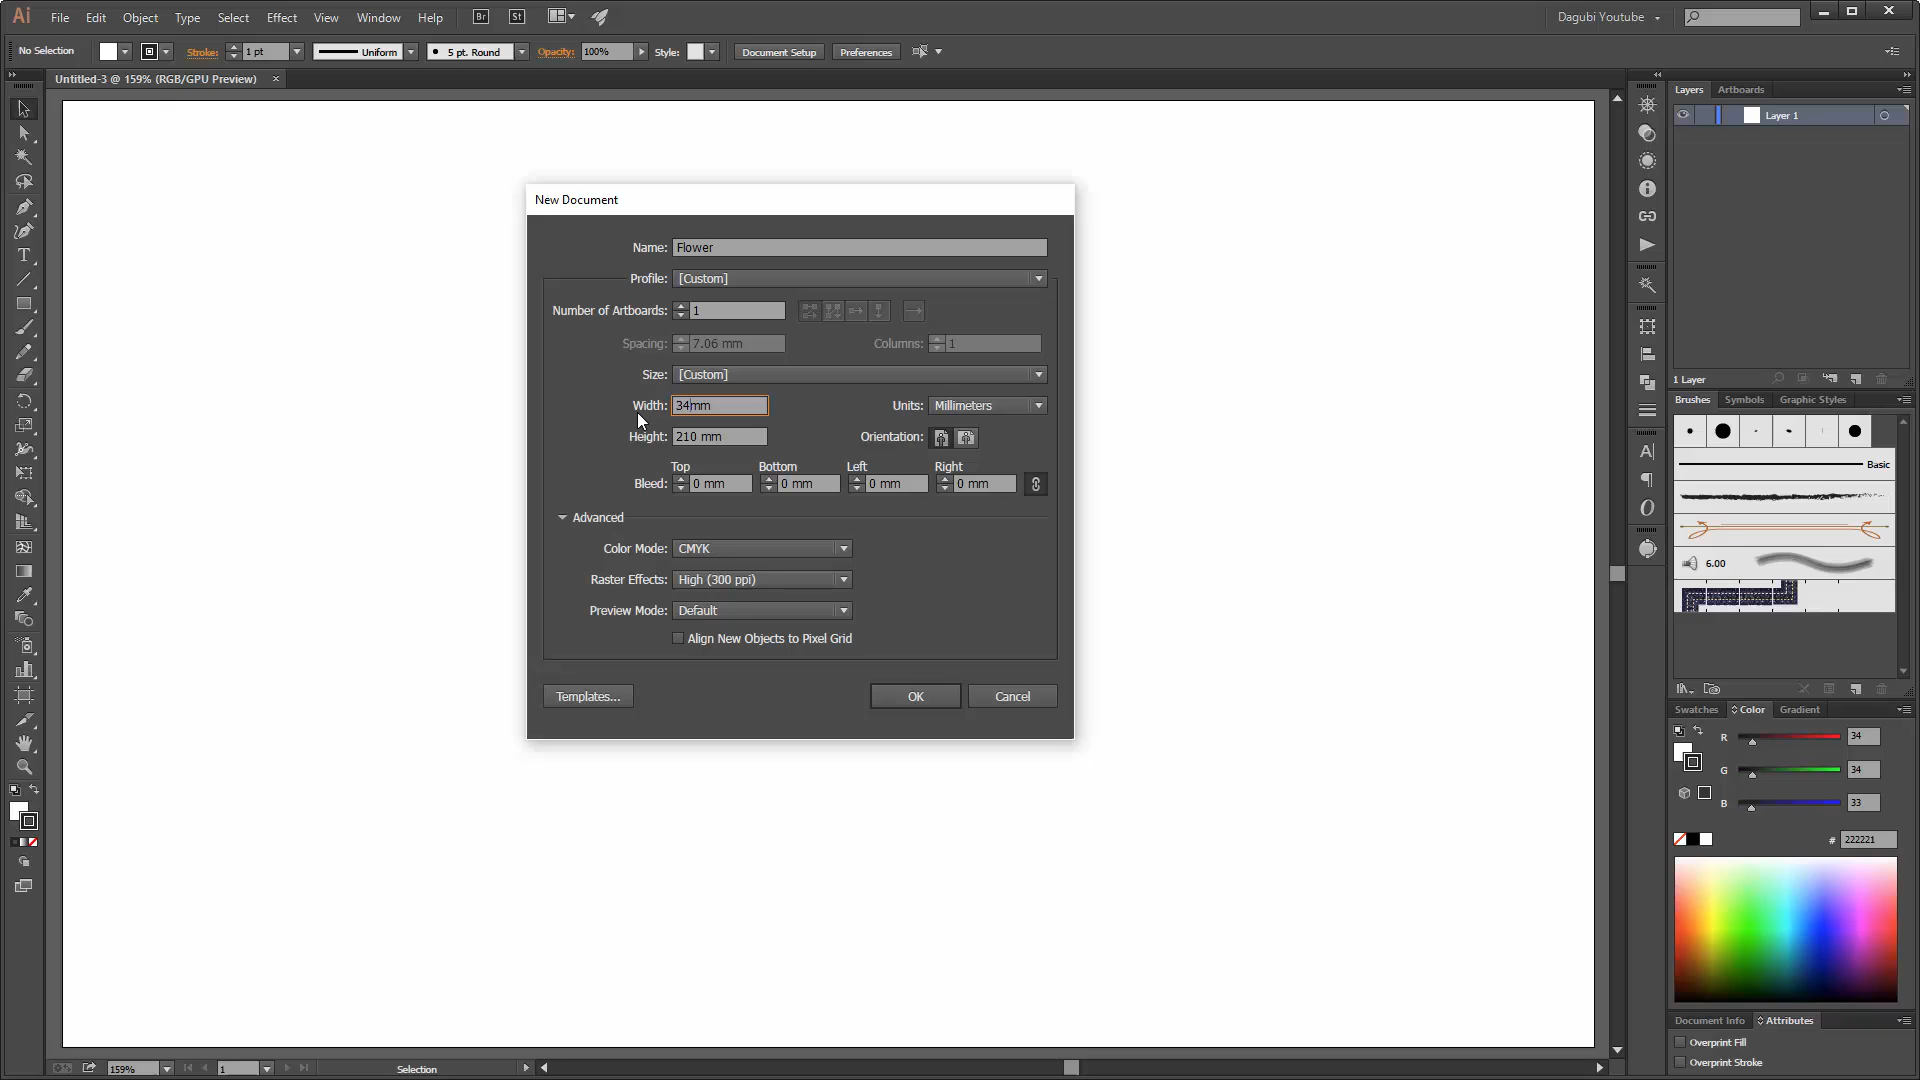 Ai File Edit Object Type Select Effect View Window Help Br St Dagubi Youtube
No Selection Stroke: 1 pt Uniform 5 pt. Round Opacity: 100% Style: Document Setup Preferences
Untitled-3 @ 159% (RGB/GPU Preview) ×
Layers Artboards
Layer 1
1 Layer
Brushes Symbols Graphic Styles
Basic
6.00
Swatches Color Gradient
R 34
G 34
B 33
# 222221
Document Info Attributes
Overprint Fill
Overprint Stroke
New Document
Name: Flower
Profile: [Custom]
Number of Artboards: 1
Spacing: 7.06 mm Columns: 1
Size: [Custom]
Width: 34mm Units: Millimeters
Height: 210 mm Orientation:
Top Bottom Left Right
Bleed: 0 mm 0 mm 0 mm 0 mm
Advanced
Color Mode: CMYK
Raster Effects: High (300 ppi)
Preview Mode: Default
Align New Objects to Pixel Grid
Templates... OK Cancel
159% 1 Selection